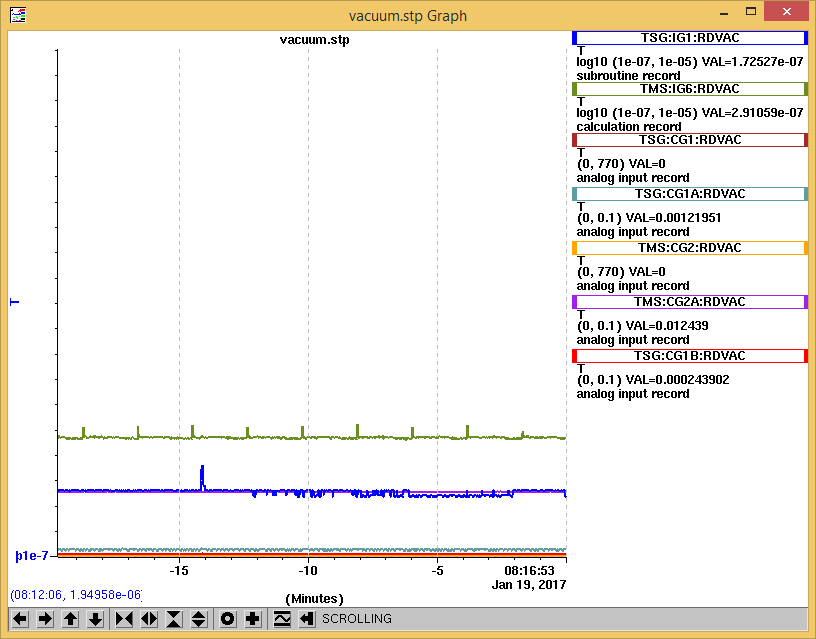 vacuum.stp Graph
vacuum.stp
T
p1e-7
-15
-10
-5
08:16:53
Jan 19, 2017
(Minutes)
(08:12:06, 1.94958e-06)
TSG:IG1:RDVAC
T
log10 (1e-07, 1e-05) VAL=1.72527e-07
subroutine record
TMS:IG6:RDVAC
T
log10 (1e-07, 1e-05) VAL=2.91059e-07
calculation record
TSG:CG1:RDVAC
T
(0, 770) VAL=0
analog input record
TSG:CG1A:RDVAC
T
(0, 0.1) VAL=0.00121951
analog input record
TMS:CG2:RDVAC
T
(0, 770) VAL=0
analog input record
TMS:CG2A:RDVAC
T
(0, 0.1) VAL=0.012439
analog input record
TSG:CG1B:RDVAC
T
(0, 0.1) VAL=0.000243902
analog input record
SCROLLING